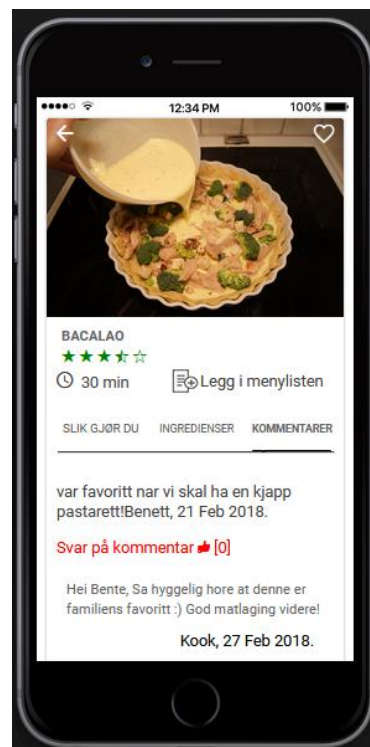 12:34 PM 100%
BACALAO
30 min Legg i menylisten
SLIK GJØR DU INGREDIENSER KOMMENTARER
var favoritt nar vi skal ha en kjapp
pastarett!Benett, 21 Feb 2018.
Svar på kommentar [0]
Hei Bente, Sa hyggelig hore at denne er
familiens favoritt :) God matlaging videre!
Kook, 27 Feb 2018.